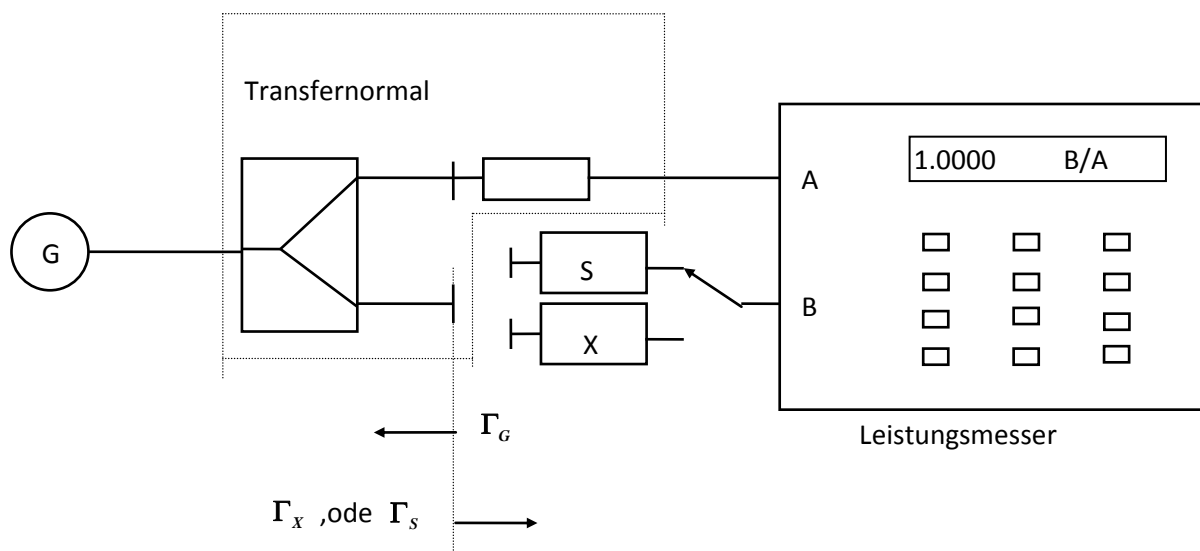 Transfernormal
1.0000 B/A
A
G
S
B
X
Γ_G
Leistungsmesser
Γ_X ,ode Γ_S